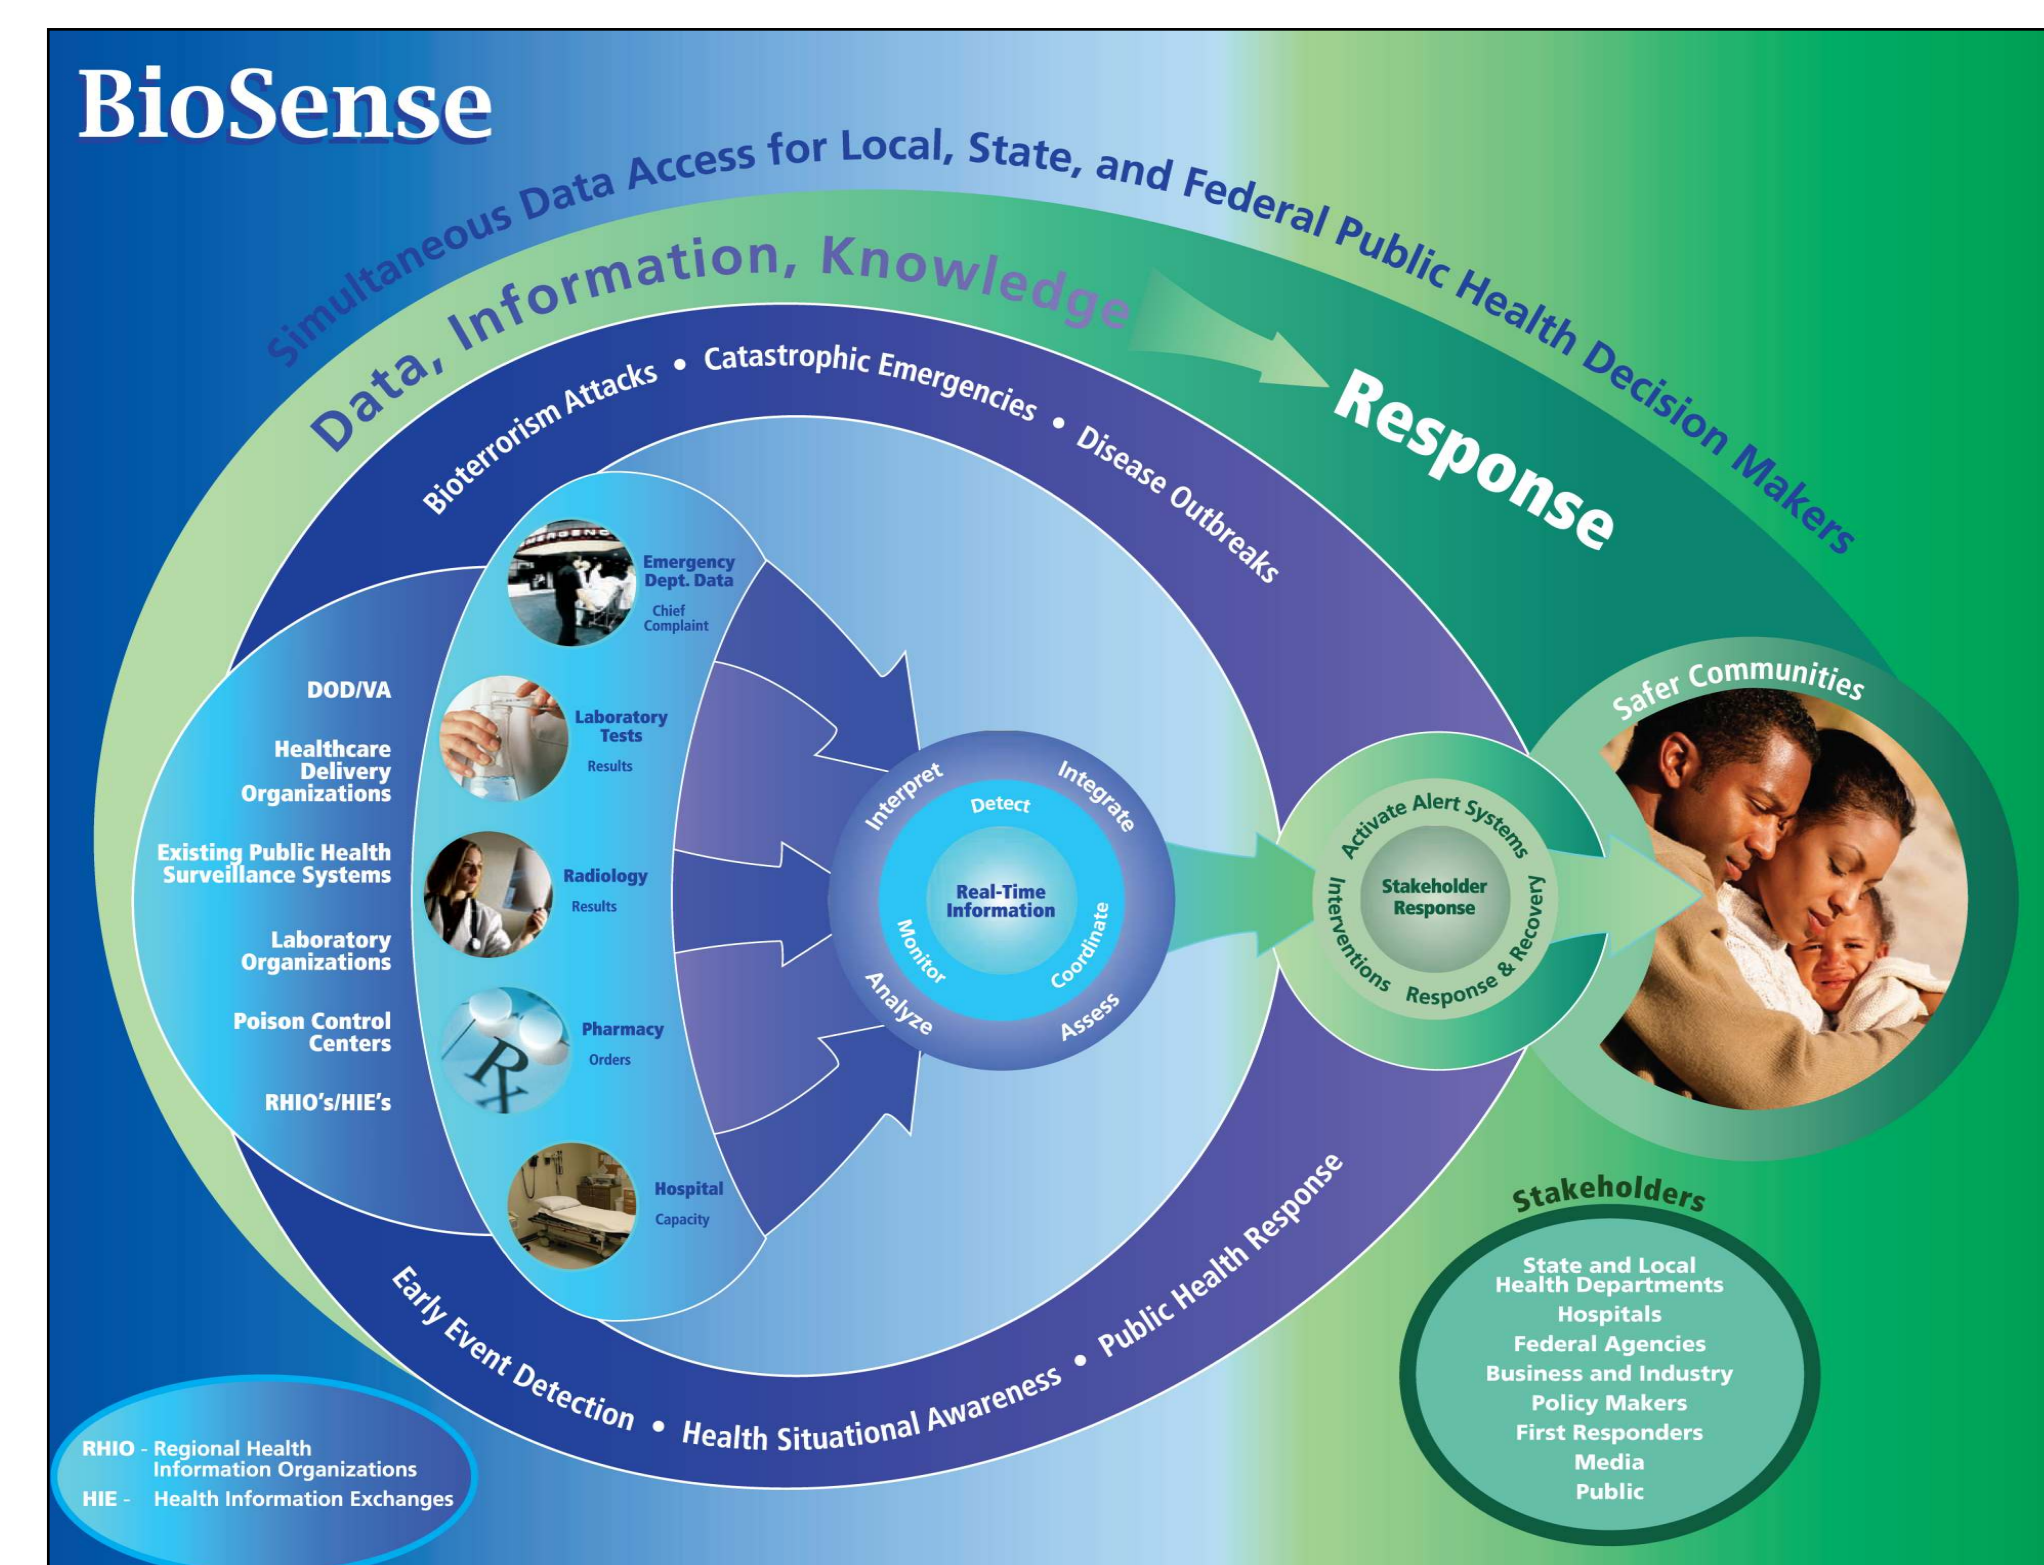 BioSense
Simultaneous Data Access for Local, State, and Federal Public Health Decision Makers
Data, Information, Knowledge
Response
Bioterrorism Attacks • Catastrophic Emergencies • Disease Outbreaks
DOD/VA
Healthcare
Delivery
Organizations
Existing Public Health
Surveillance Systems
Laboratory
Organizations
Poison Control
Centers
RHIO's/HIE's
EMERGENC
Emergency
Dept. Data
Chief
Complaint
Laboratory
Tests
Results
Radiology
Results
Rx
Pharmacy
Orders
Hospital
Capacity
Interpret
Integrate
Analyze
Assess
Detect
Monitor
Coordinate
Real-Time
Information
Activate Alert Systems
Interventions
Response & Recovery
Stakeholder
Response
Safer Communities
Early Event Detection • Health Situational Awareness • Public Health Response
Stakeholders
State and Local
Health Departments
Hospitals
Federal Agencies
Business and Industry
Policy Makers
First Responders
Media
Public
RHIO - Regional Health
Information Organizations
HIE - Health Information Exchanges